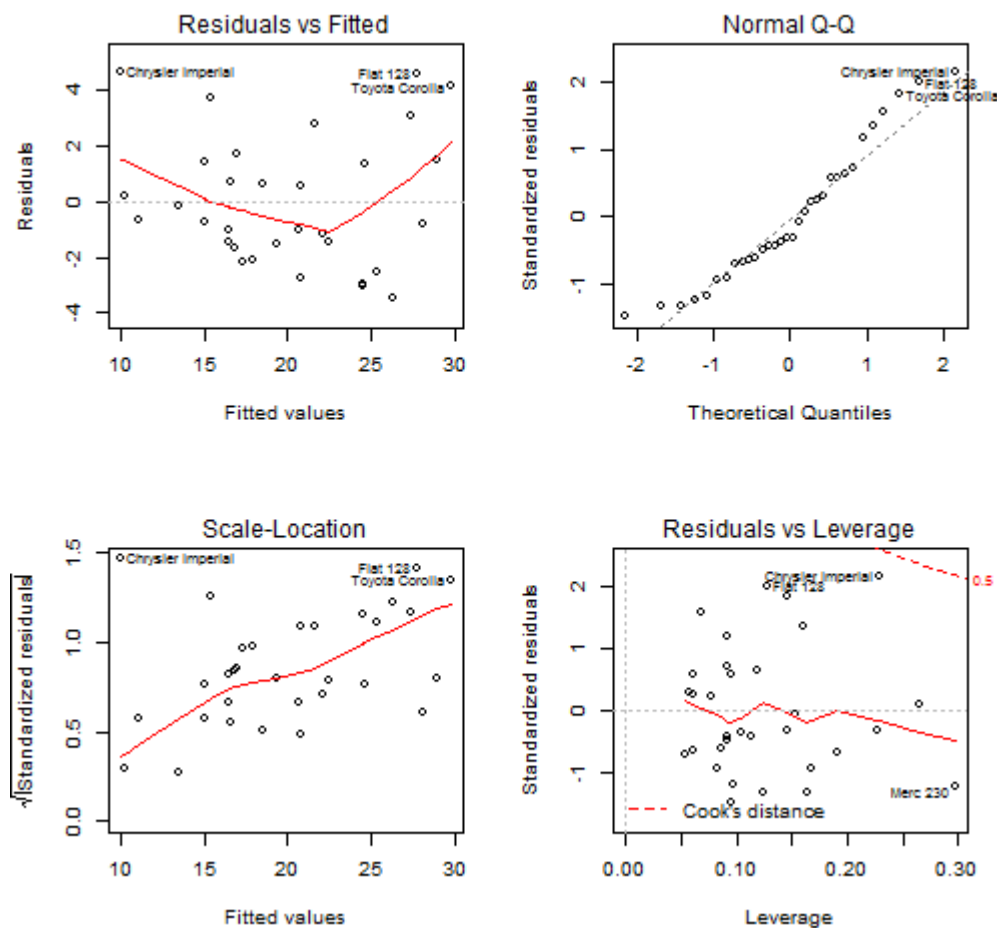 Residuals vs Fitted
Residuals
4
2
0
-2
-4
Chrysler Imperial
Fiat 128
Toyota Corolla
10 15 20 25 30
Fitted values
Normal Q-Q
Standardized residuals
2
1
0
-1
Chrysler Imperial
Fiat 128
Toyota Corolla
-2 -1 0 1 2
Theoretical Quantiles
Scale-Location
√|Standardized residuals|
1.5
1.0
0.5
0.0
Chrysler Imperial
Fiat 128
Toyota Corolla
10 15 20 25 30
Fitted values
Residuals vs Leverage
Standardized residuals
2
1
0
-1
Chrysler Imperial
Fiat 128
0.5
Merc 230
Cook's distance
0.00 0.10 0.20 0.30
Leverage